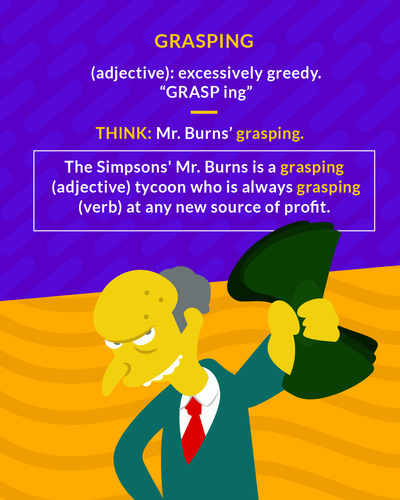 GRASPING
(adjective): excessively greedy.
“GRASP ing”
THINK: Mr. Burns’ grasping.
The Simpsons' Mr. Burns is a grasping
(adjective) tycoon who is always grasping
(verb) at any new source of profit.